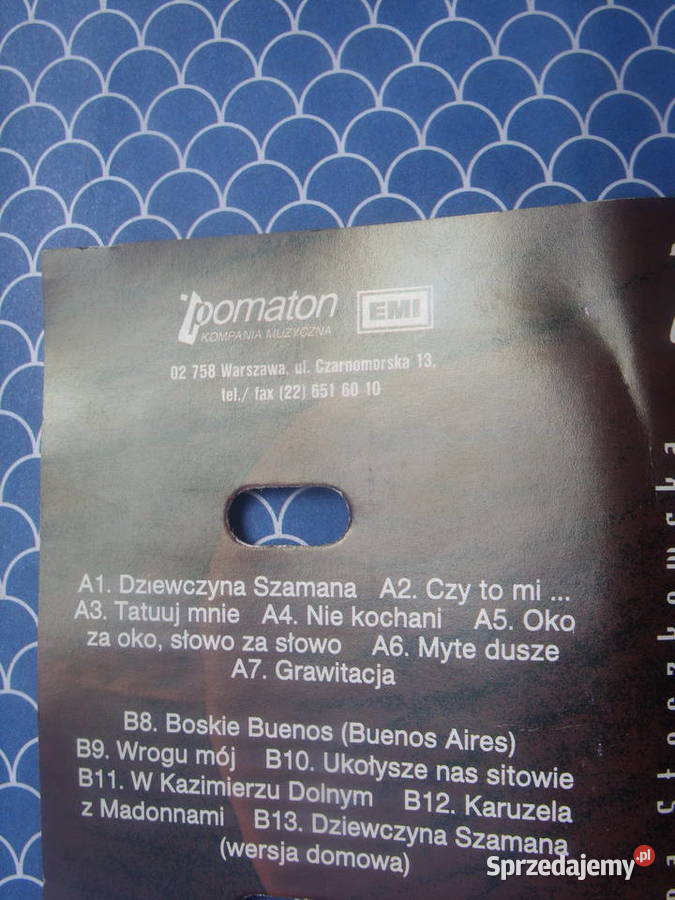 pomaton EMI
KOMPANIA MUZYCZNA
02 758 Warszawa, ul. Czarnomorska 13,
tel./ fax (22) 651 60 10
A1. Dziewczyna Szamana A2. Czy to mi ...
A3. Tatuuj mnie A4. Nie kochani A5. Oko
za oko, słowo za słowo A6. Myte dusze
A7. Grawitacja
B8. Boskie Buenos (Buenos Aires)
B9. Wrogu mój B10. Ukołysze nas sitowie
B11. W Kazimierzu Dolnym B12. Karuzela
z Madonnami B13. Dziewczyna Szamana
(wersja domowa)
Sprzedajemy.pl